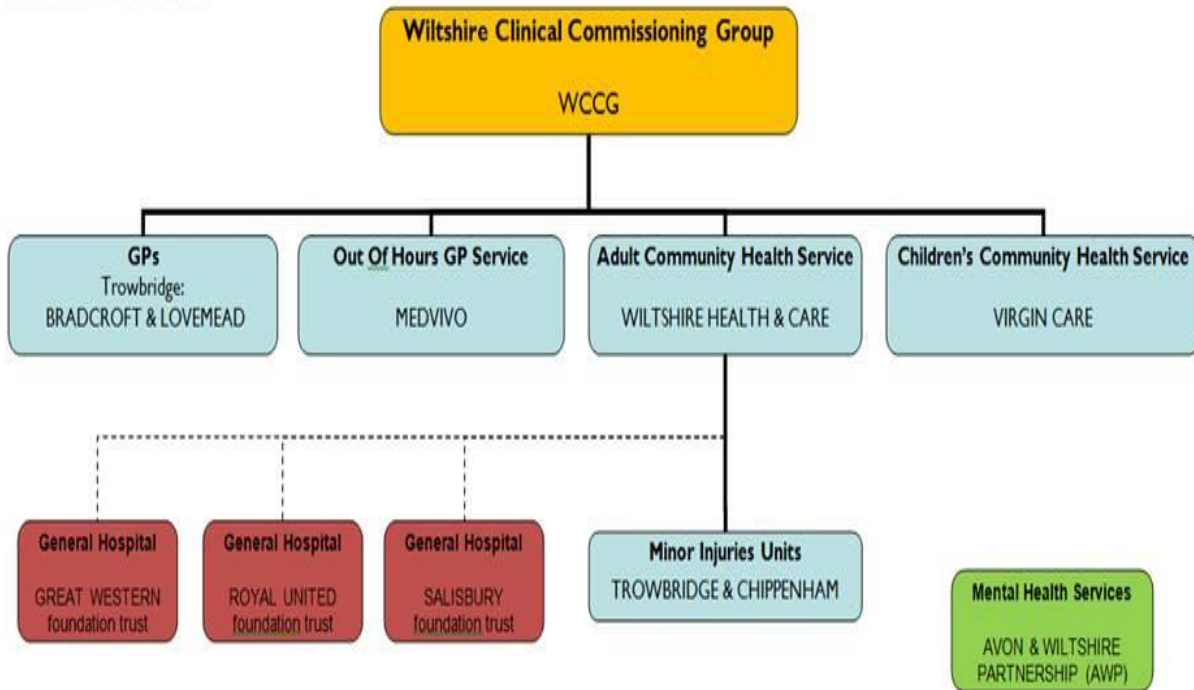 Wiltshire Clinical Commissioning Group
WCCG
GPs
Trowbridge:
BRADCROFT & LOVEMEAD
Out Of Hours GP Service
MEDVIVO
Adult Community Health Service
WILTSHIRE HEALTH & CARE
Children's Community Health Service
VIRGIN CARE
General Hospital
GREAT WESTERN
foundation trust
General Hospital
ROYAL UNITED
foundation trust
General Hospital
SALISBURY
foundation trust
Minor Injuries Units
TROWBRIDGE & CHIPPENHAM
Mental Health Services
AVON & WILTSHIRE
PARTNERSHIP (AWP)